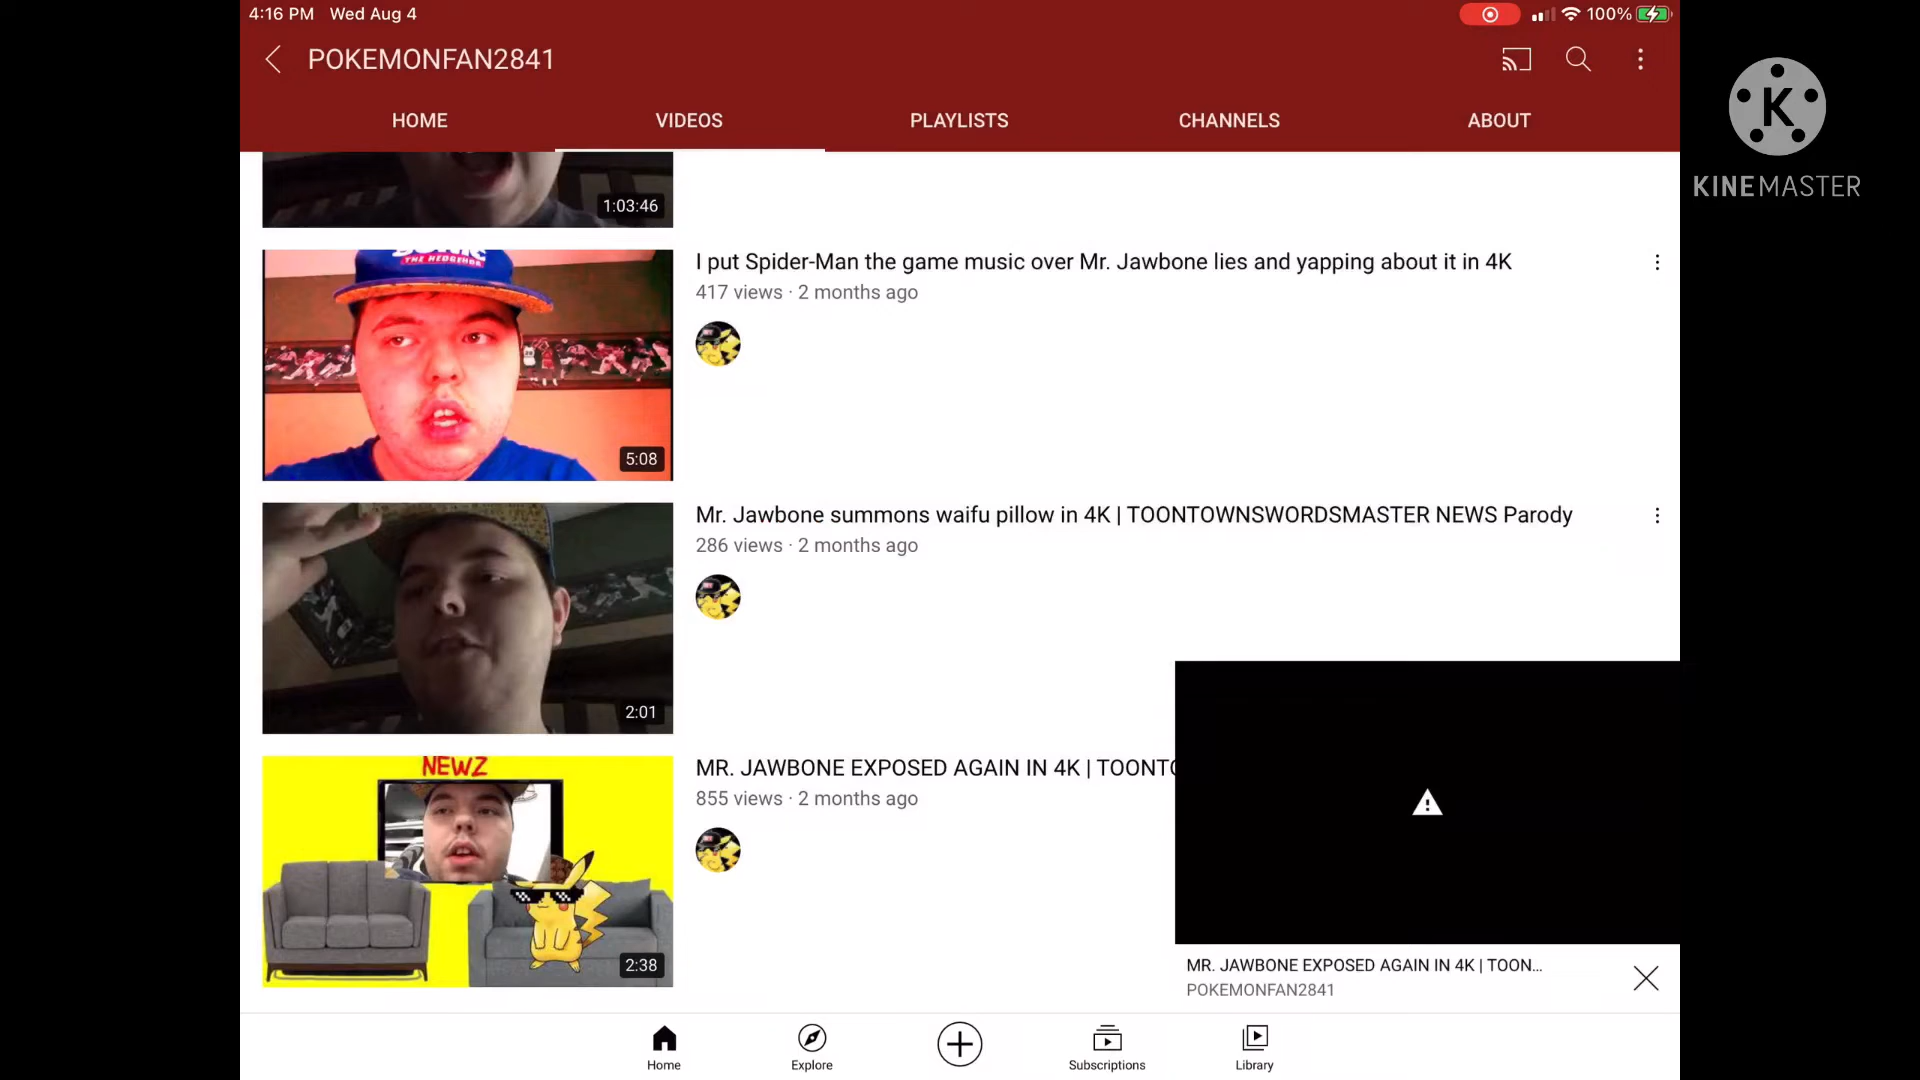 4:16 PM Wed Aug 4
100%
POKEMONFAN2841
KINEMASTER
HOME VIDEOS PLAYLISTS CHANNELS ABOUT
1:03:46
I put Spider-Man the game music over Mr. Jawbone lies and yapping about it in 4K
417 views · 2 months ago
THE HEDGEHOG
5:08
Mr. Jawbone summons waifu pillow in 4K | TOONTOWNSWORDSMASTER NEWS Parody
286 views · 2 months ago
2:01
NEWZ
MR. JAWBONE EXPOSED AGAIN IN 4K | TOONTO
855 views · 2 months ago
2:38
MR. JAWBONE EXPOSED AGAIN IN 4K | TOON...
POKEMONFAN2841
Home Explore Subscriptions Library